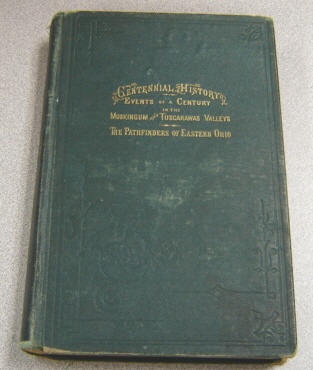 Centennial History
Events of a Century
in the
Muskingum and Tuscarawas Valleys
The Pathfinders of Eastern Ohio